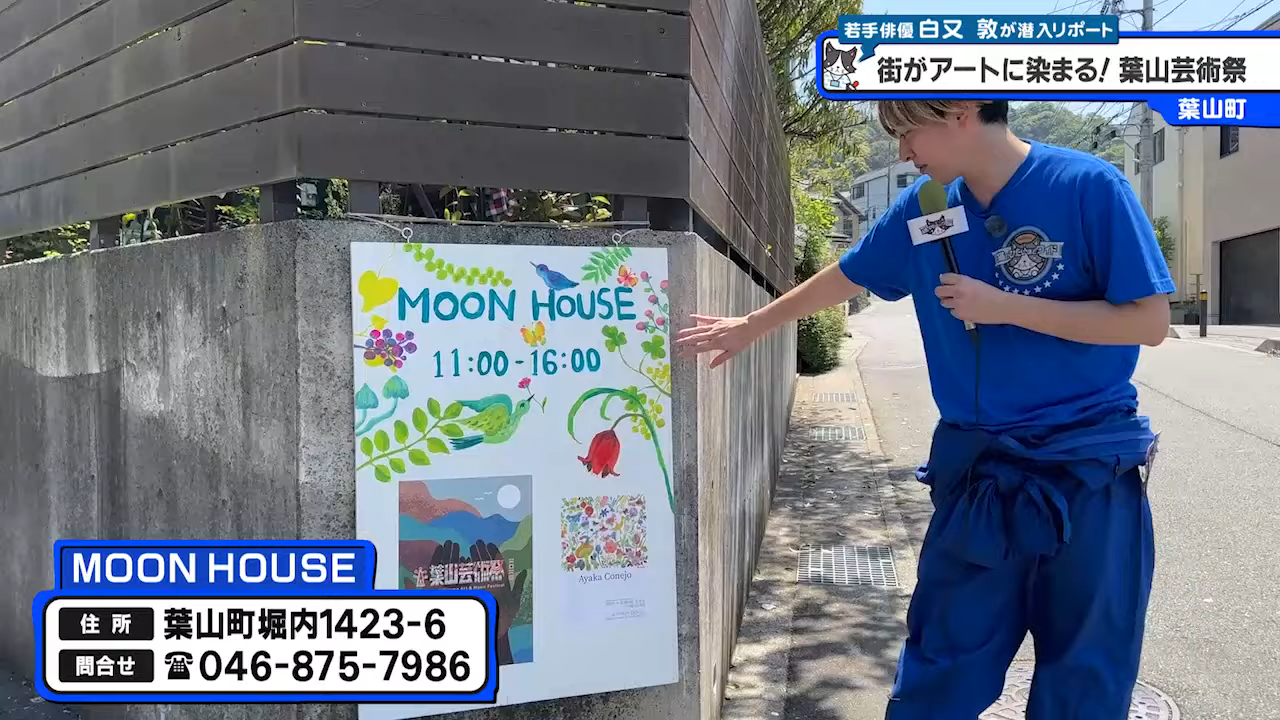 若手俳優 白又 敦が潜入リポート
街がアートに染まる! 葉山芸術祭
葉山町
MOON HOUSE
11:00-16:00
葉山芸術祭
Ayaka Conejo
MOON HOUSE
住所 葉山町堀内1423-6
問合せ ☎046-875-7986